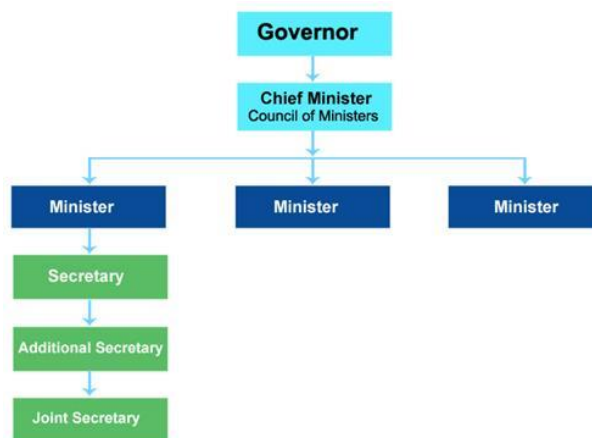 Governor
Chief Minister
Council of Ministers
Minister
Minister
Minister
Secretary
Additional Secretary
Joint Secretary